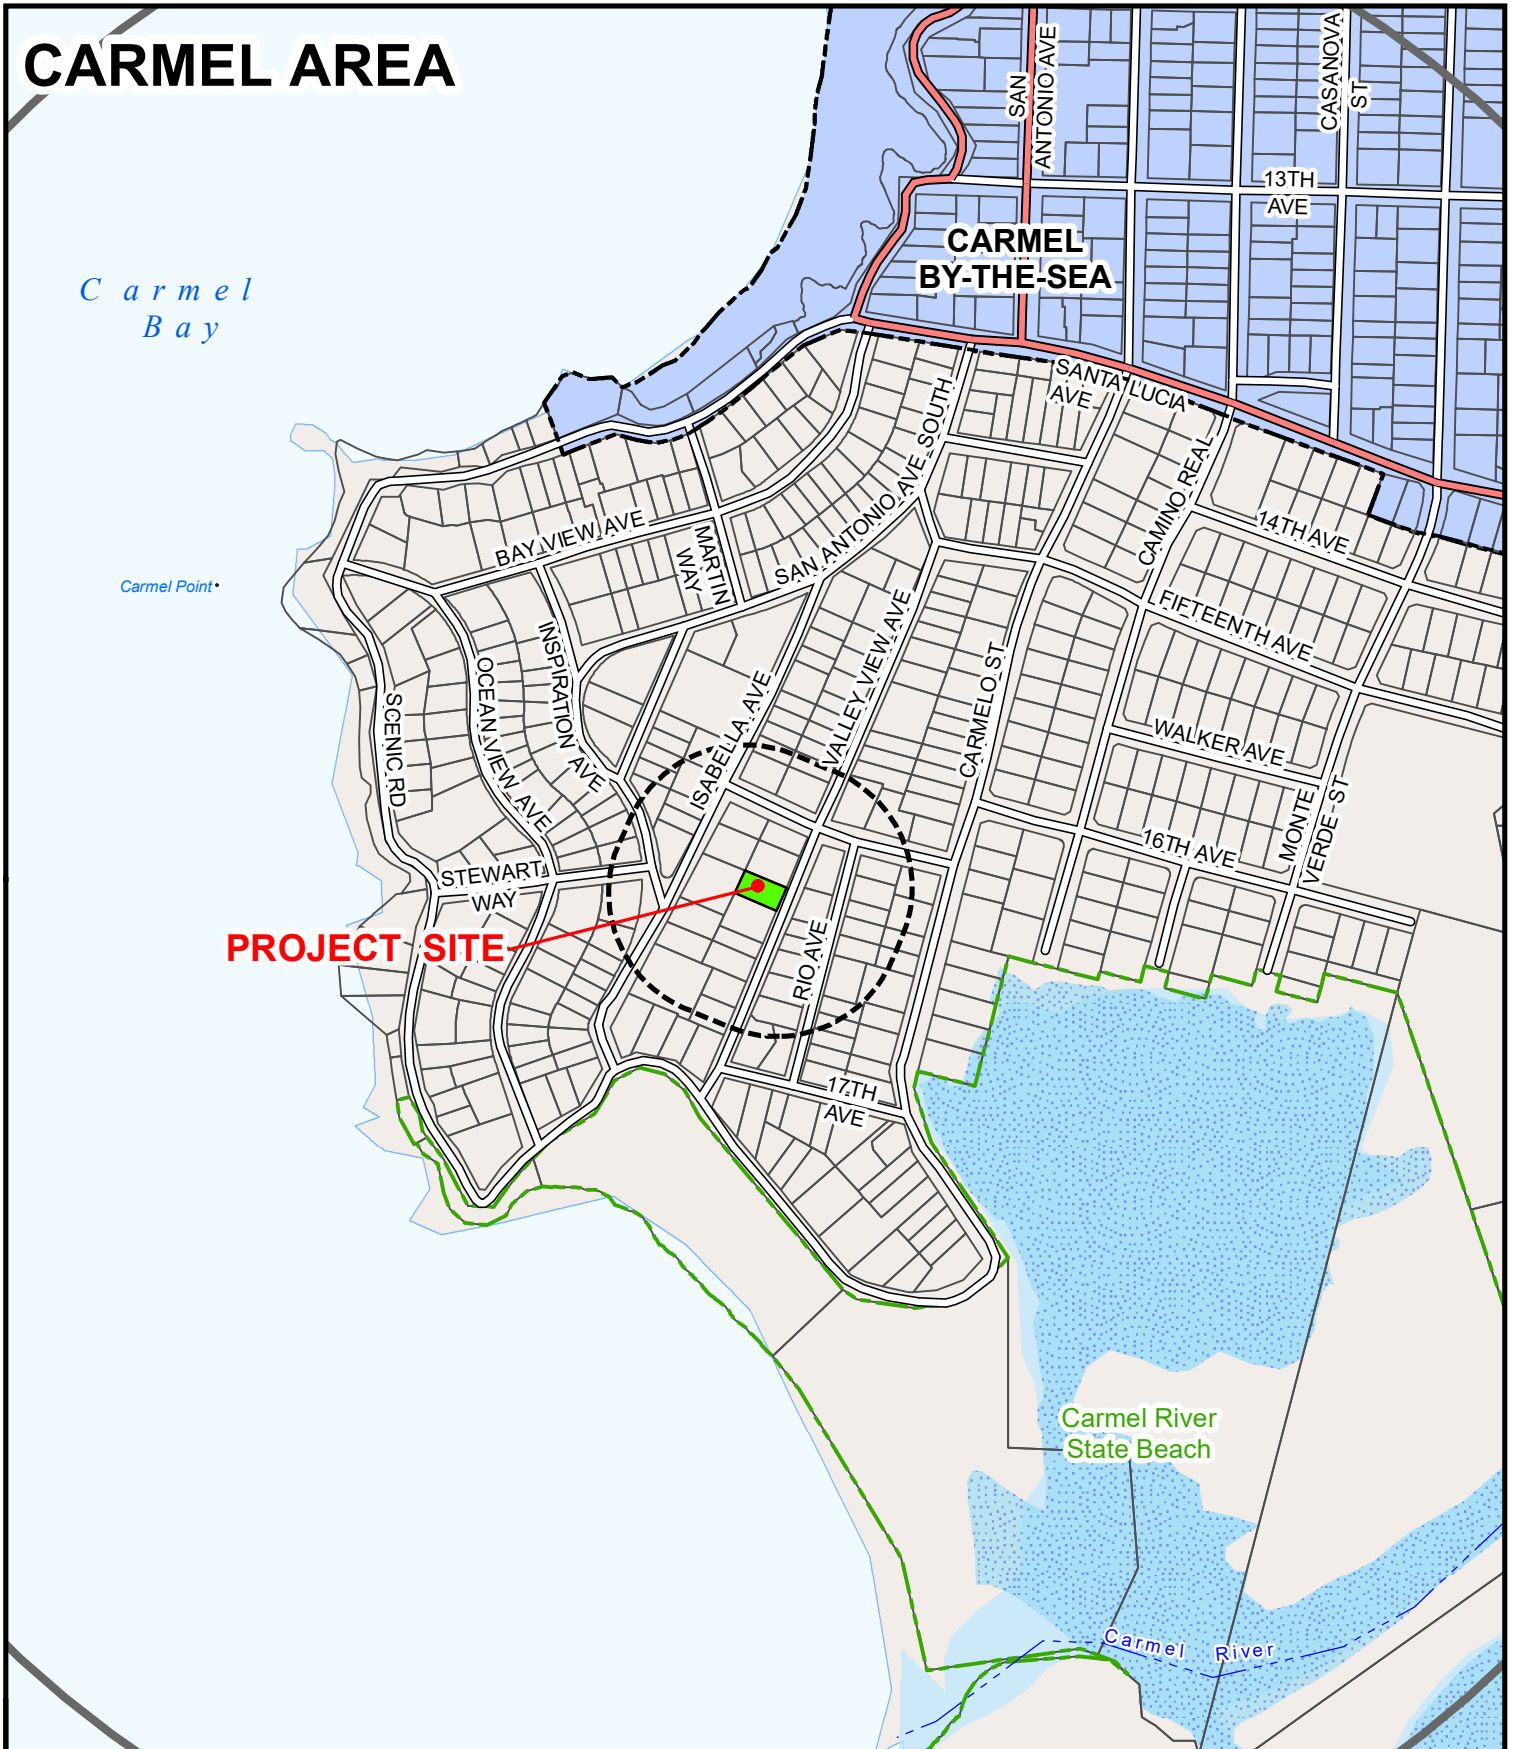 CARMEL AREA
SAN
ANTONIO AVE
CASANOVA
ST
13TH
AVE
CARMEL
BY-THE-SEA
Carmel
Bay
SANTA LUCIA
AVE
SAN ANTONIO AVE SOUTH
CAMINO REAL
14TH AVE
BAY VIEW AVE
MARTIN
WAY
Carmel Point
FIFTEENTH AVE
INSPIRATION AVE
OCEAN VIEW AVE
SCENIC RD
ISABELLA AVE
VALLEY VIEW AVE
CARMELO ST
WALKER AVE
MONTE
VERDE ST
16TH AVE
STEWART
WAY
PROJECT SITE
RIO AVE
17TH
AVE
Carmel River
State Beach
Carmel River